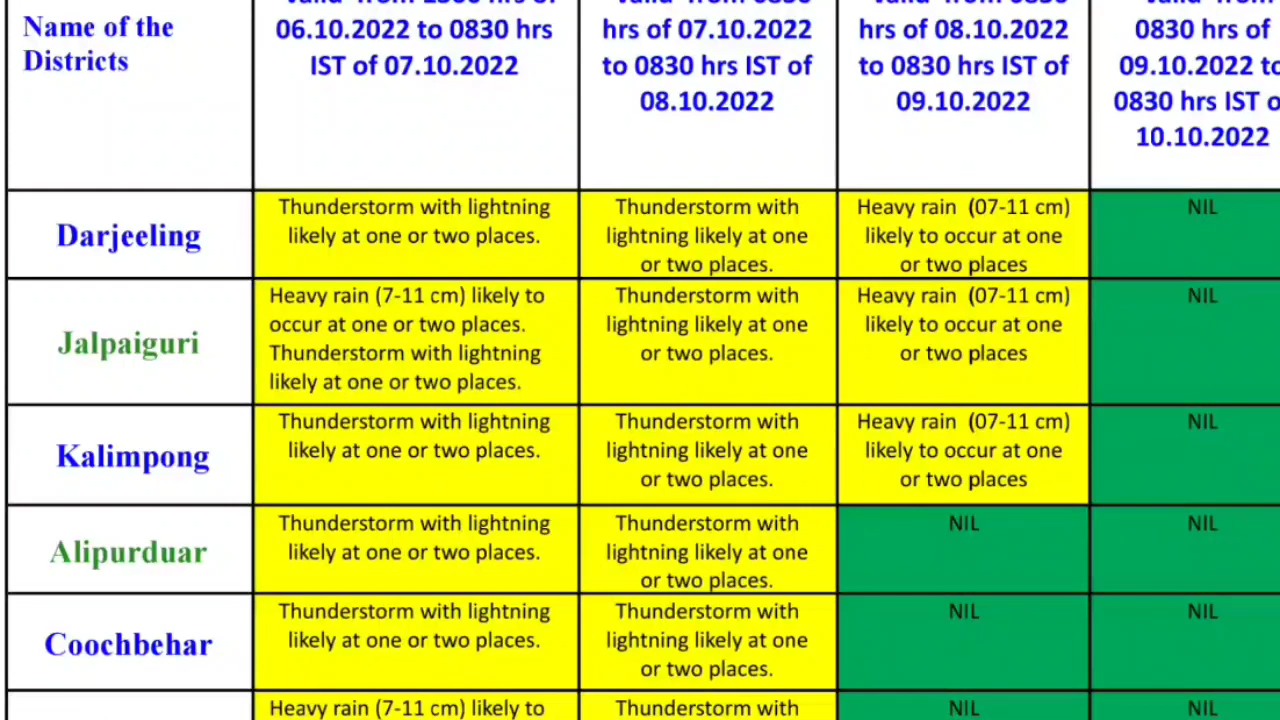 Name of the
Districts
06.10.2022 to 0830 hrs
IST of 07.10.2022
hrs of 07.10.2022
to 0830 hrs IST of
08.10.2022
hrs of 08.10.2022
to 0830 hrs IST of
09.10.2022
0830 hrs of
09.10.2022 to
0830 hrs IST
10.10.2022
Darjeeling
Thunderstorm with lightning
likely at one or two places.
Thunderstorm with
lightning likely at one
or two places.
Heavy rain (07-11 cm)
likely to occur at one
or two places
NIL
Jalpaiguri
Heavy rain (7-11 cm) likely to
occur at one or two places.
Thunderstorm with lightning
likely at one or two places.
Thunderstorm with
lightning likely at one
or two places.
Heavy rain (07-11 cm)
likely to occur at one
or two places
NIL
Kalimpong
Thunderstorm with lightning
likely at one or two places.
Thunderstorm with
lightning likely at one
or two places.
Heavy rain (07-11 cm)
likely to occur at one
or two places
NIL
Alipurduar
Thunderstorm with lightning
likely at one or two places.
Thunderstorm with
lightning likely at one
or two places.
NIL
NIL
Coochbehar
Thunderstorm with lightning
likely at one or two places.
Thunderstorm with
lightning likely at one
or two places.
NIL
NIL
Heavy rain (7-11 cm) likely to
Thunderstorm with
NIL
NIL